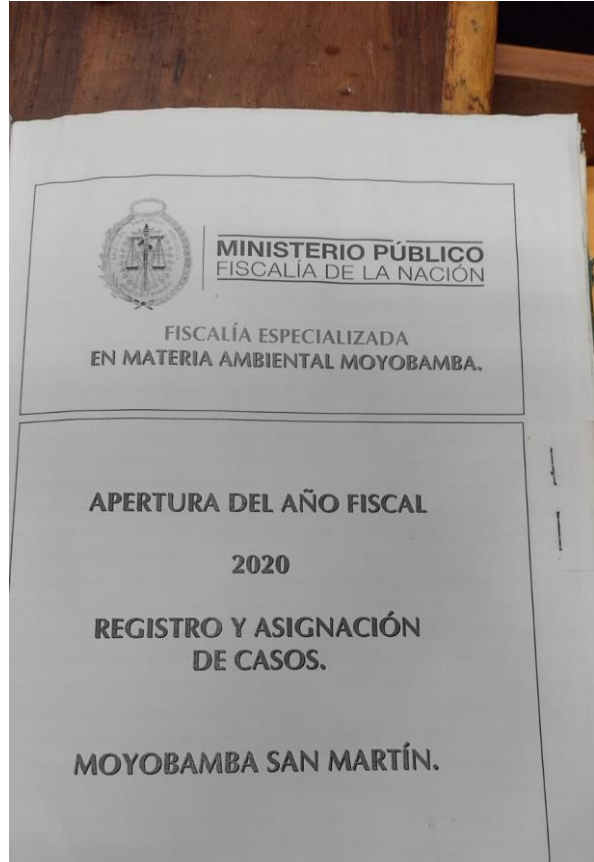 MINISTERIO PÚBLICO
FISCALÍA DE LA NACIÓN
FISCALÍA ESPECIALIZADA
EN MATERIA AMBIENTAL MOYOBAMBA.
APERTURA DEL AÑO FISCAL
2020
REGISTRO Y ASIGNACIÓN
DE CASOS.
MOYOBAMBA SAN MARTÍN.